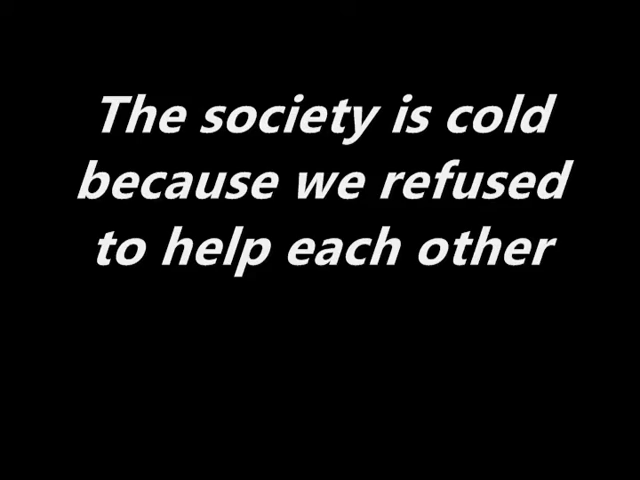 The society is cold
because we refused
to help each other